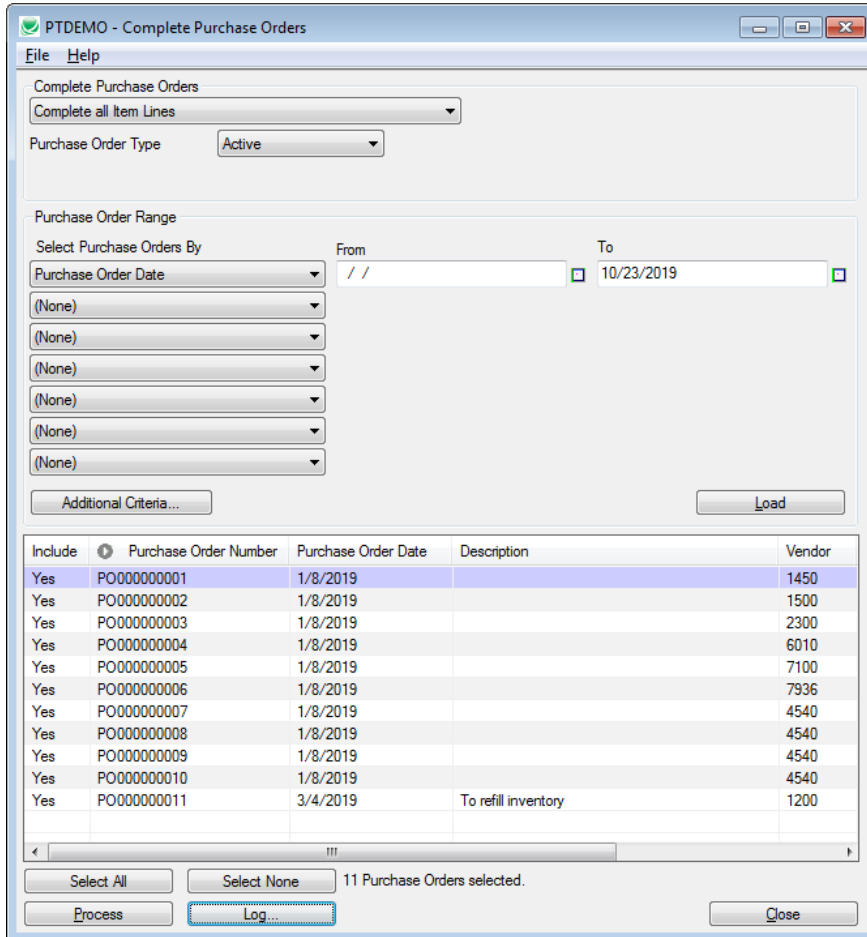 PTDEMO - Complete Purchase Orders
File Help
Complete Purchase Orders
Complete all Item Lines
Purchase Order Type Active
Purchase Order Range
Select Purchase Orders By From To
Purchase Order Date / / 10/23/2019
(None)
(None)
(None)
(None)
(None)
(None)
Additional Criteria... Load
Include Purchase Order Number Purchase Order Date Description Vendor
Yes PO000000001 1/8/2019 1450
Yes PO000000002 1/8/2019 1500
Yes PO000000003 1/8/2019 2300
Yes PO000000004 1/8/2019 6010
Yes PO000000005 1/8/2019 7100
Yes PO000000006 1/8/2019 7936
Yes PO000000007 1/8/2019 4540
Yes PO000000008 1/8/2019 4540
Yes PO000000009 1/8/2019 4540
Yes PO000000010 1/8/2019 4540
Yes PO000000011 3/4/2019 To refill inventory 1200
Select All Select None 11 Purchase Orders selected.
Process Log... Close